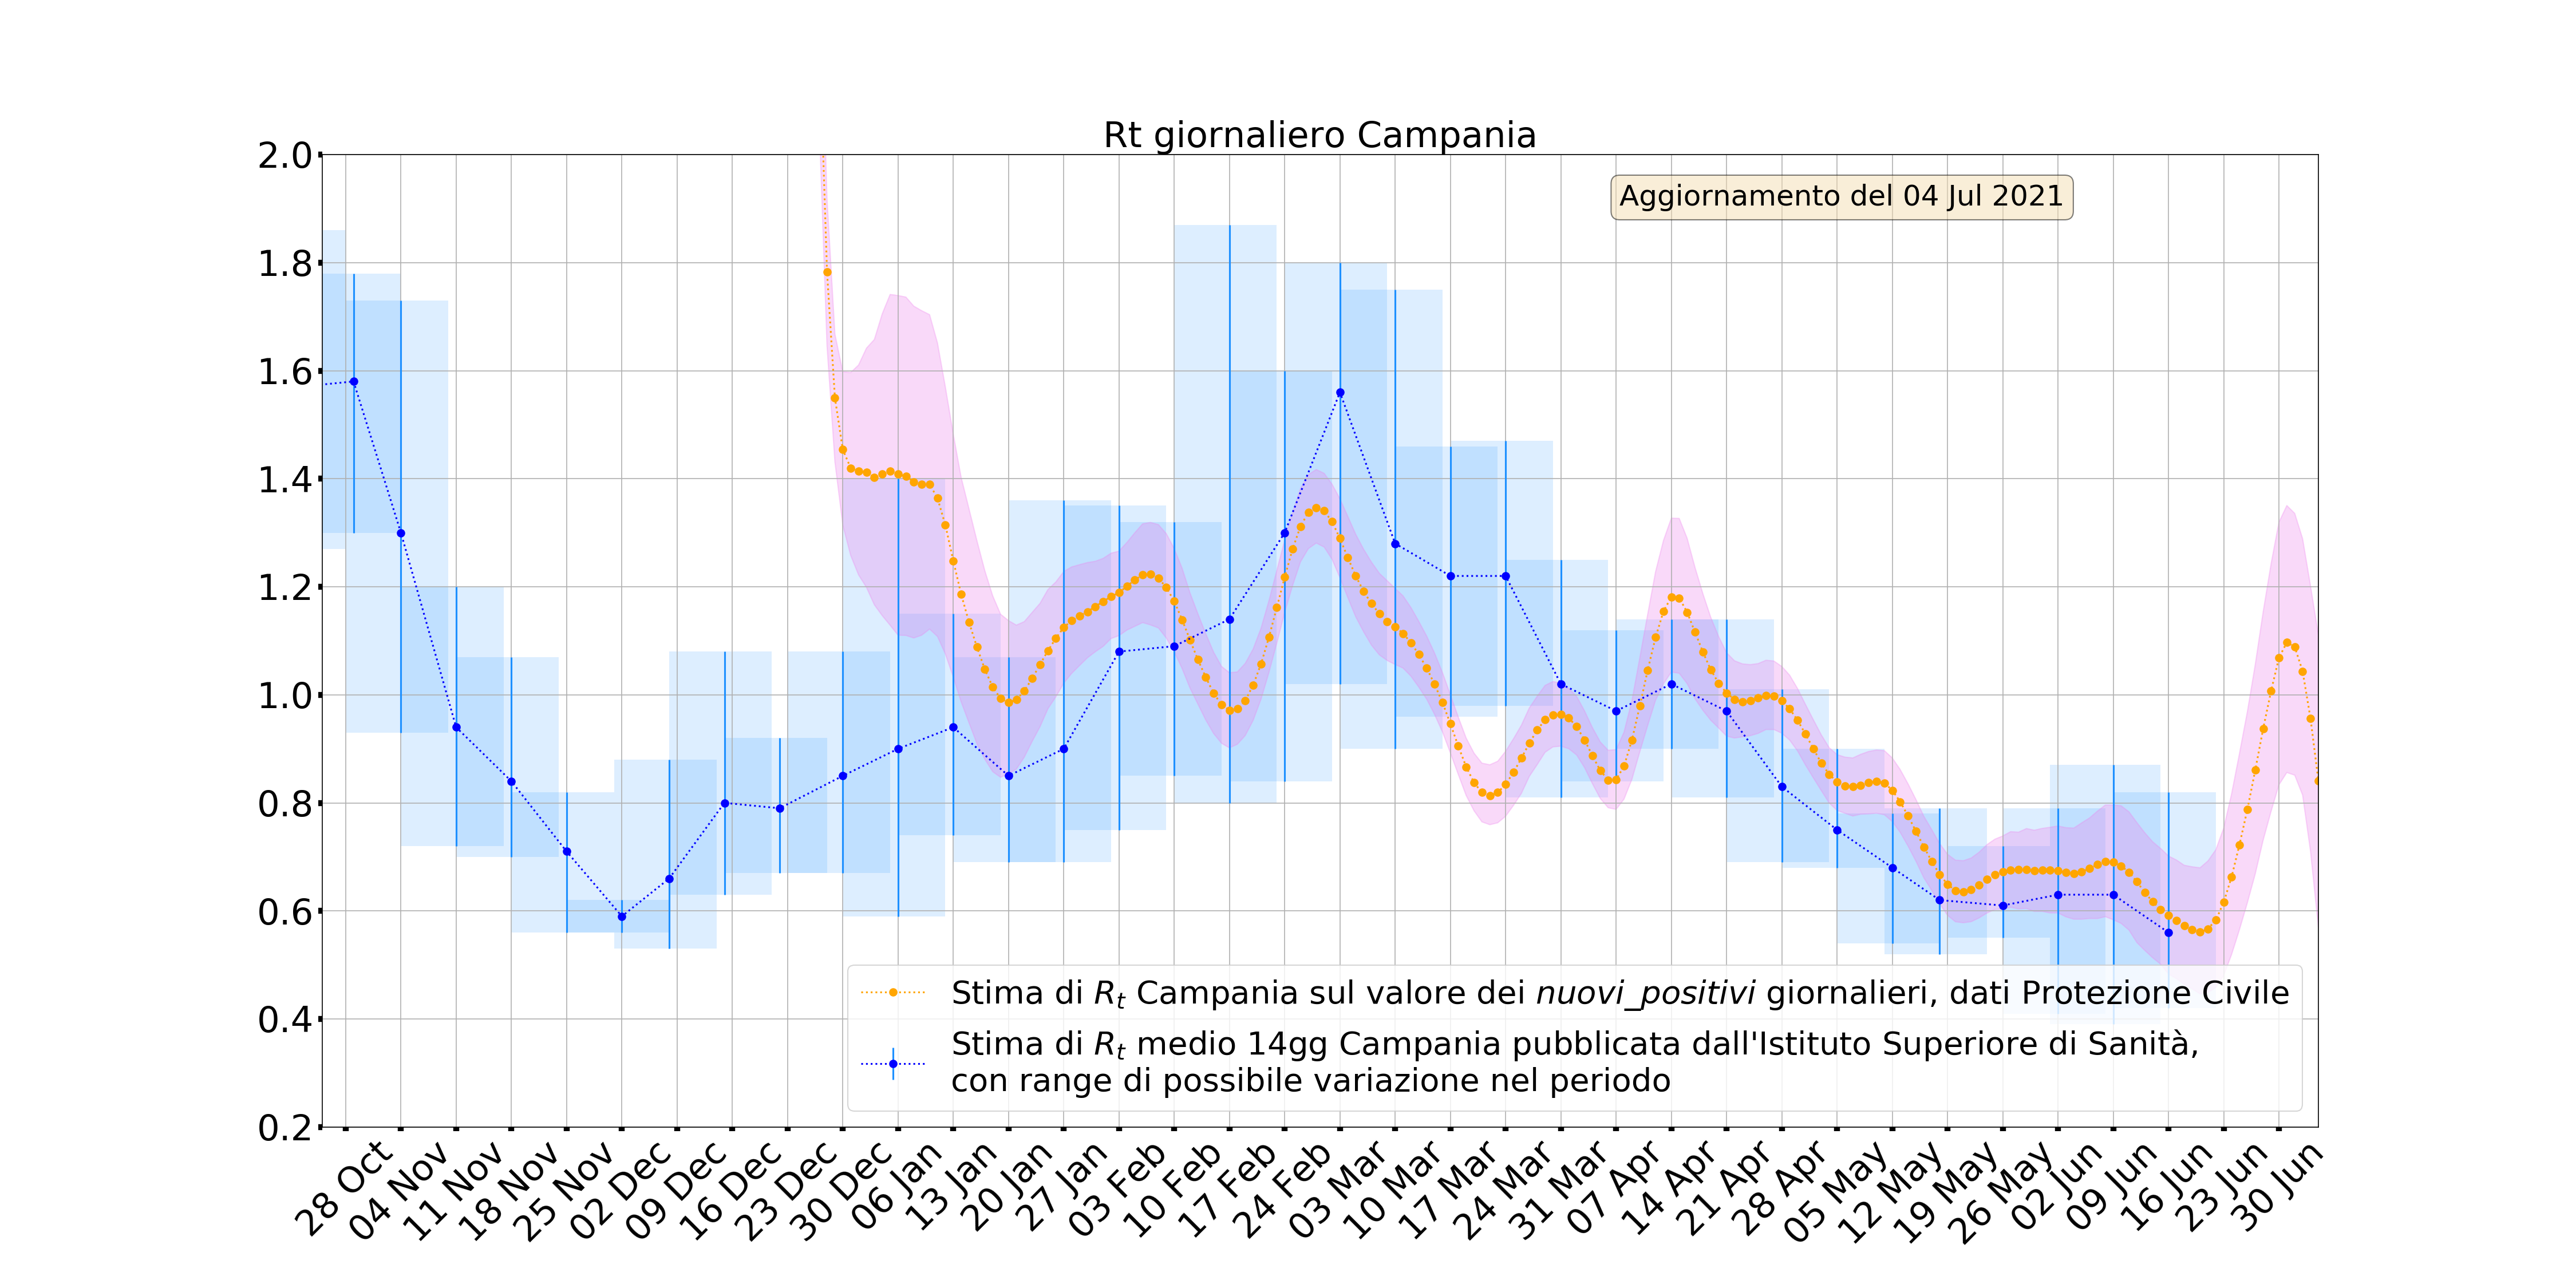 Rt giornaliero Campania
Aggiornamento del 04 Jul 2021
2.0
1.8
1.6
1.4
1.2
1.0
0.8
0.6
0.4
0.2
Stima di Rt Campania sul valore dei nuovi_positivi giornalieri, dati Protezione Civile
Stima di Rt medio 14gg Campania pubblicata dall'Istituto Superiore di Sanità,
con range di possibile variazione nel periodo
28 Oct
04 Nov
11 Nov
18 Nov
25 Nov
02 Dec
09 Dec
16 Dec
23 Dec
30 Dec
06 Jan
13 Jan
20 Jan
27 Jan
03 Feb
10 Feb
17 Feb
24 Feb
03 Mar
10 Mar
17 Mar
24 Mar
31 Mar
07 Apr
14 Apr
21 Apr
28 Apr
05 May
12 May
19 May
26 May
02 Jun
09 Jun
16 Jun
23 Jun
30 Jun